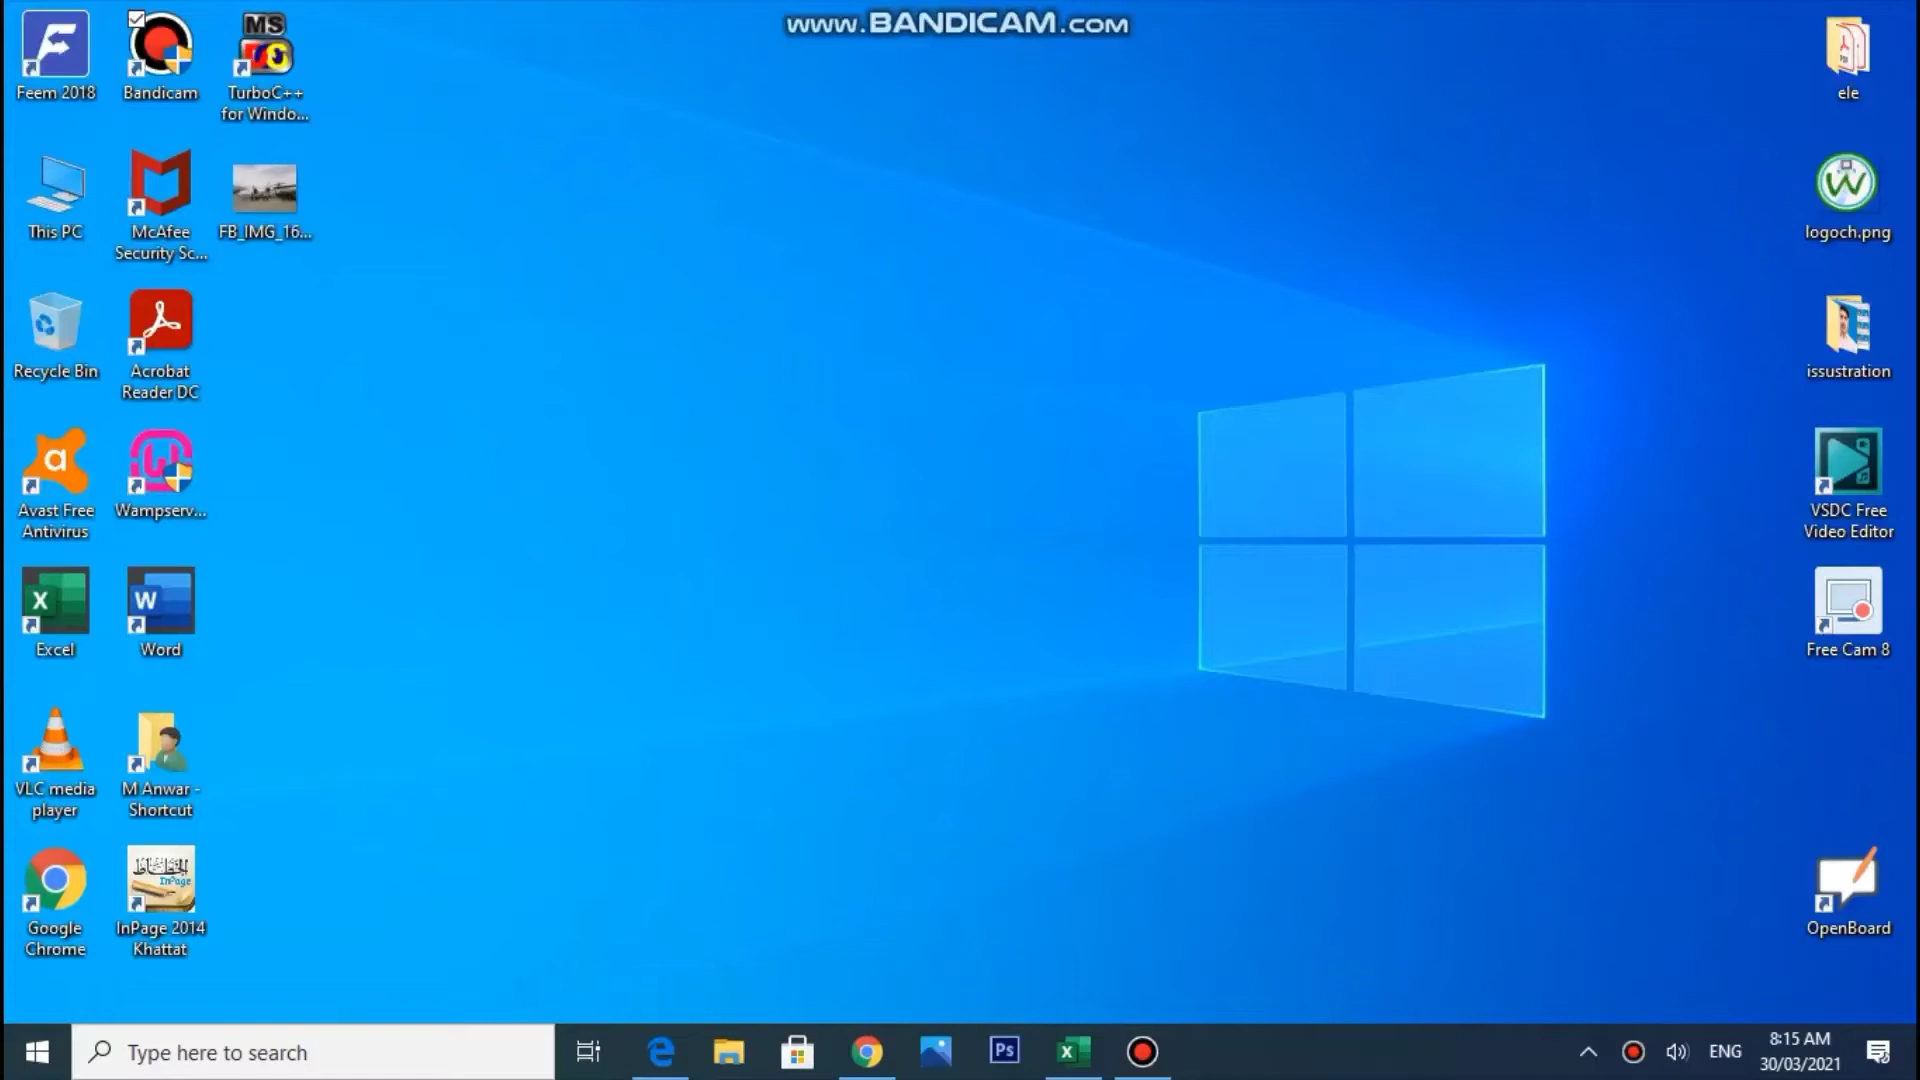 www.BANDICAM.com
Feem 2018
Bandicam
MS
TurboC++
for Windo...
ele
This PC
McAfee
Security Sc...
FB_IMG_16...
logoch.png
Recycle Bin
Acrobat
Reader DC
issustration
Avast Free
Antivirus
Wampserv...
VSDC Free
Video Editor
Excel
Word
Free Cam 8
VLC media
player
M Anwar -
Shortcut
Google
Chrome
InPage
InPage 2014
Khattat
OpenBoard
Type here to search
Ps
ENG
8:15 AM
30/03/2021